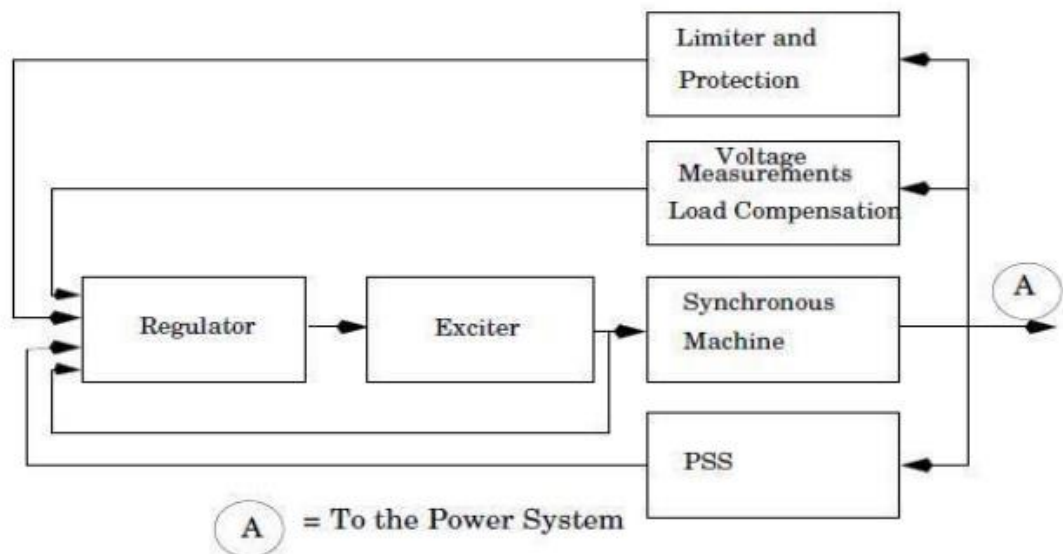 Limiter and
Protection
Voltage
Measurements
Load Compensation
Regulator
Exciter
Synchronous
Machine
A
PSS
A = To the Power System